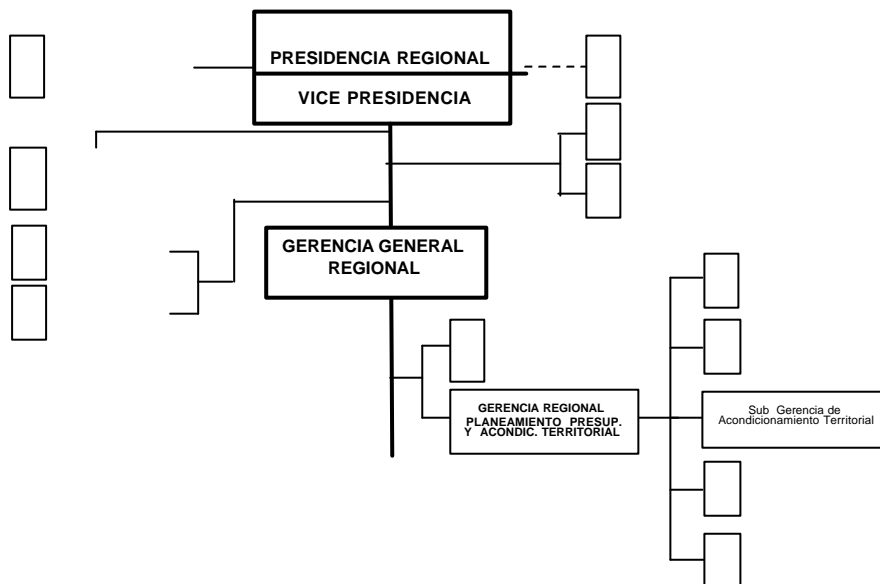 PRESIDENCIA REGIONAL
VICE PRESIDENCIA
GERENCIA GENERAL
REGIONAL
GERENCIA REGIONAL
PLANEAMIENTO PRESUP.
Y ACONDIC. TERRITORIAL
Sub Gerencia de
Acondicionamiento Territorial